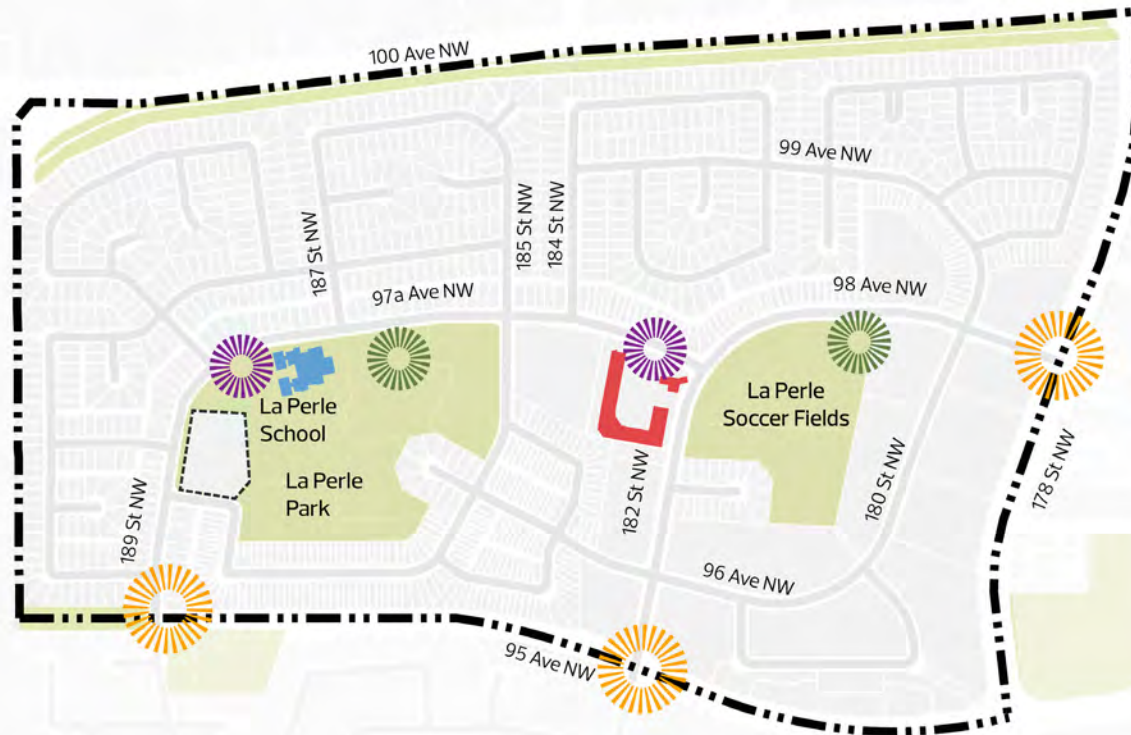 100 Ave NW
99 Ave NW
185 St NW
184 St NW
187 St NW
97a Ave NW
98 Ave NW
La Perle
School
La Perle
Soccer Fields
La Perle
Park
182 St NW
180 St NW
178 St NW
189 St NW
96 Ave NW
95 Ave NW